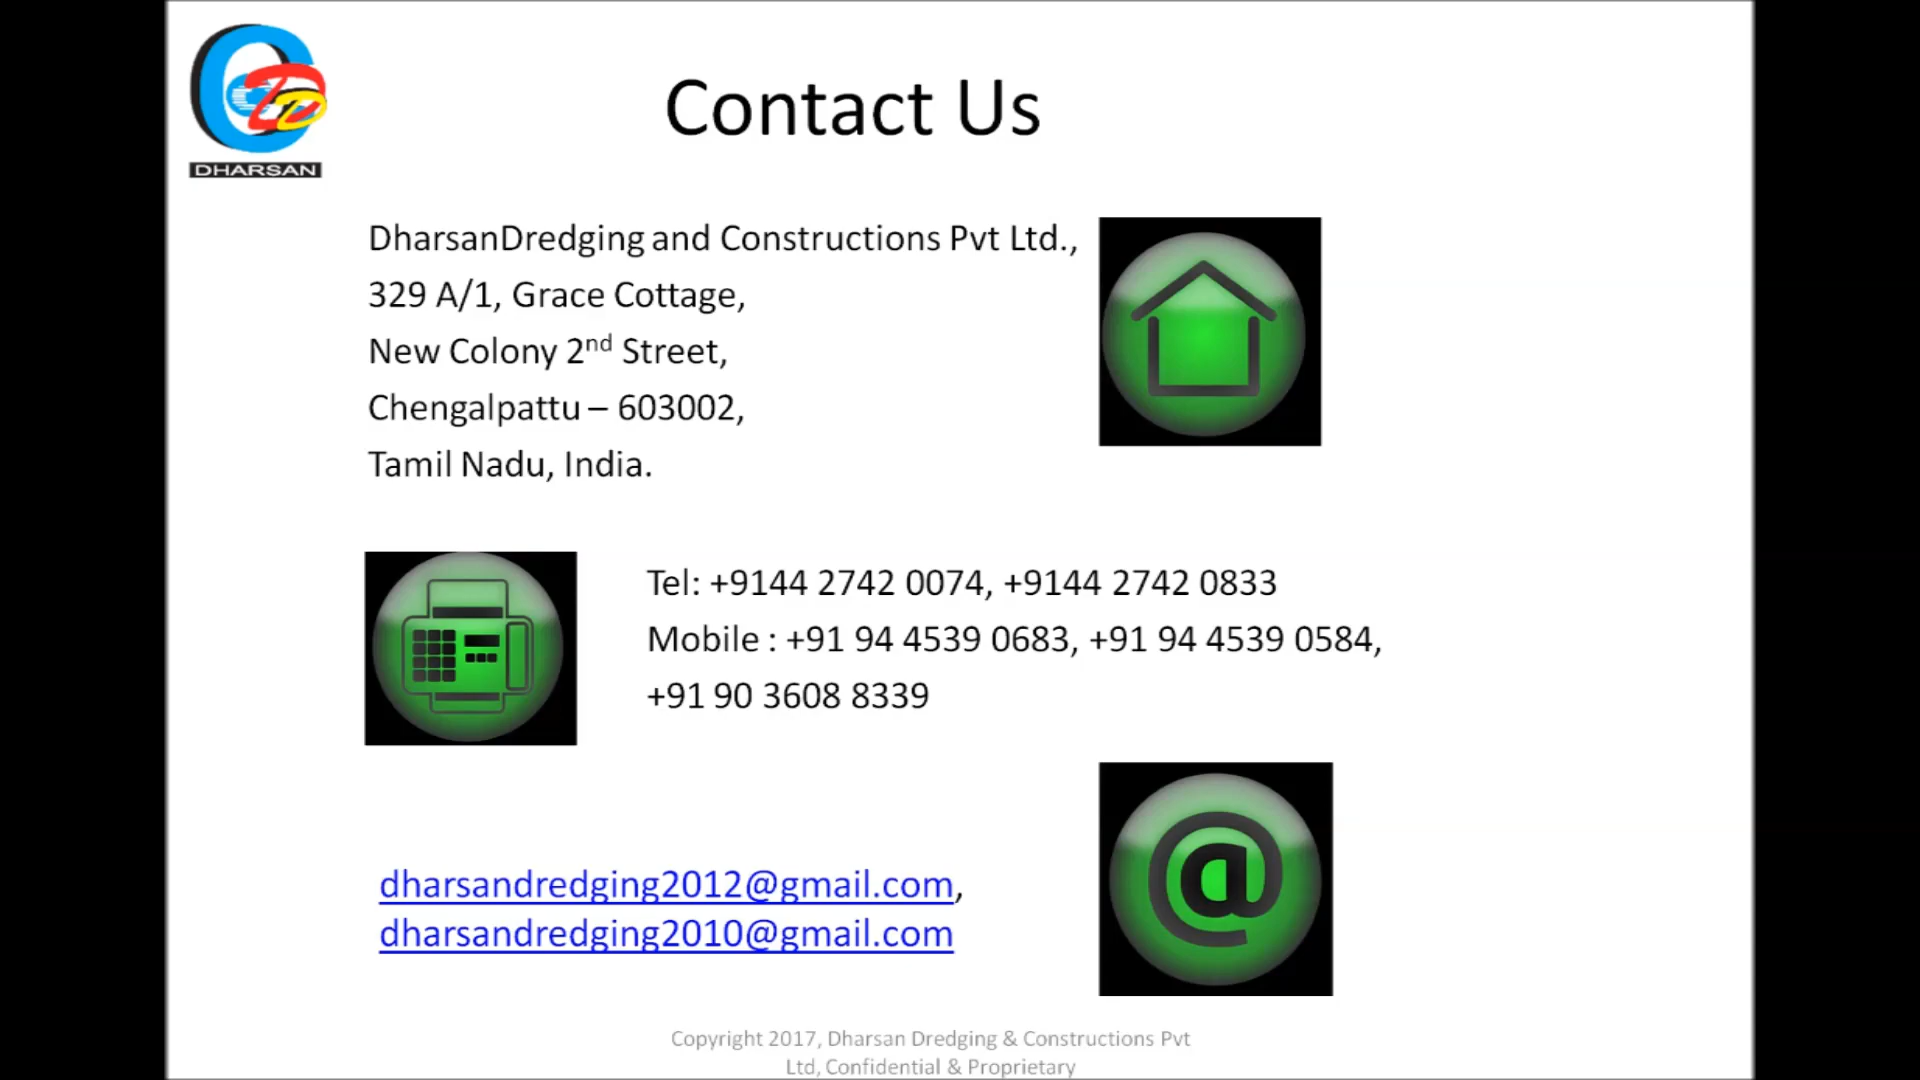 DHARSAN
Contact Us
DharsanDredging and Constructions Pvt Ltd.,
329 A/1, Grace Cottage,
New Colony 2nd Street,
Chengalpattu – 603002,
Tamil Nadu, India.
Tel: +9144 2742 0074, +9144 2742 0833
Mobile : +91 94 4539 0683, +91 94 4539 0584,
+91 90 3608 8339
@
dharsandredging2012@gmail.com,
dharsandredging2010@gmail.com
Copyright 2017, Dharsan Dredging & Constructions Pvt
Ltd, Confidential & Proprietary